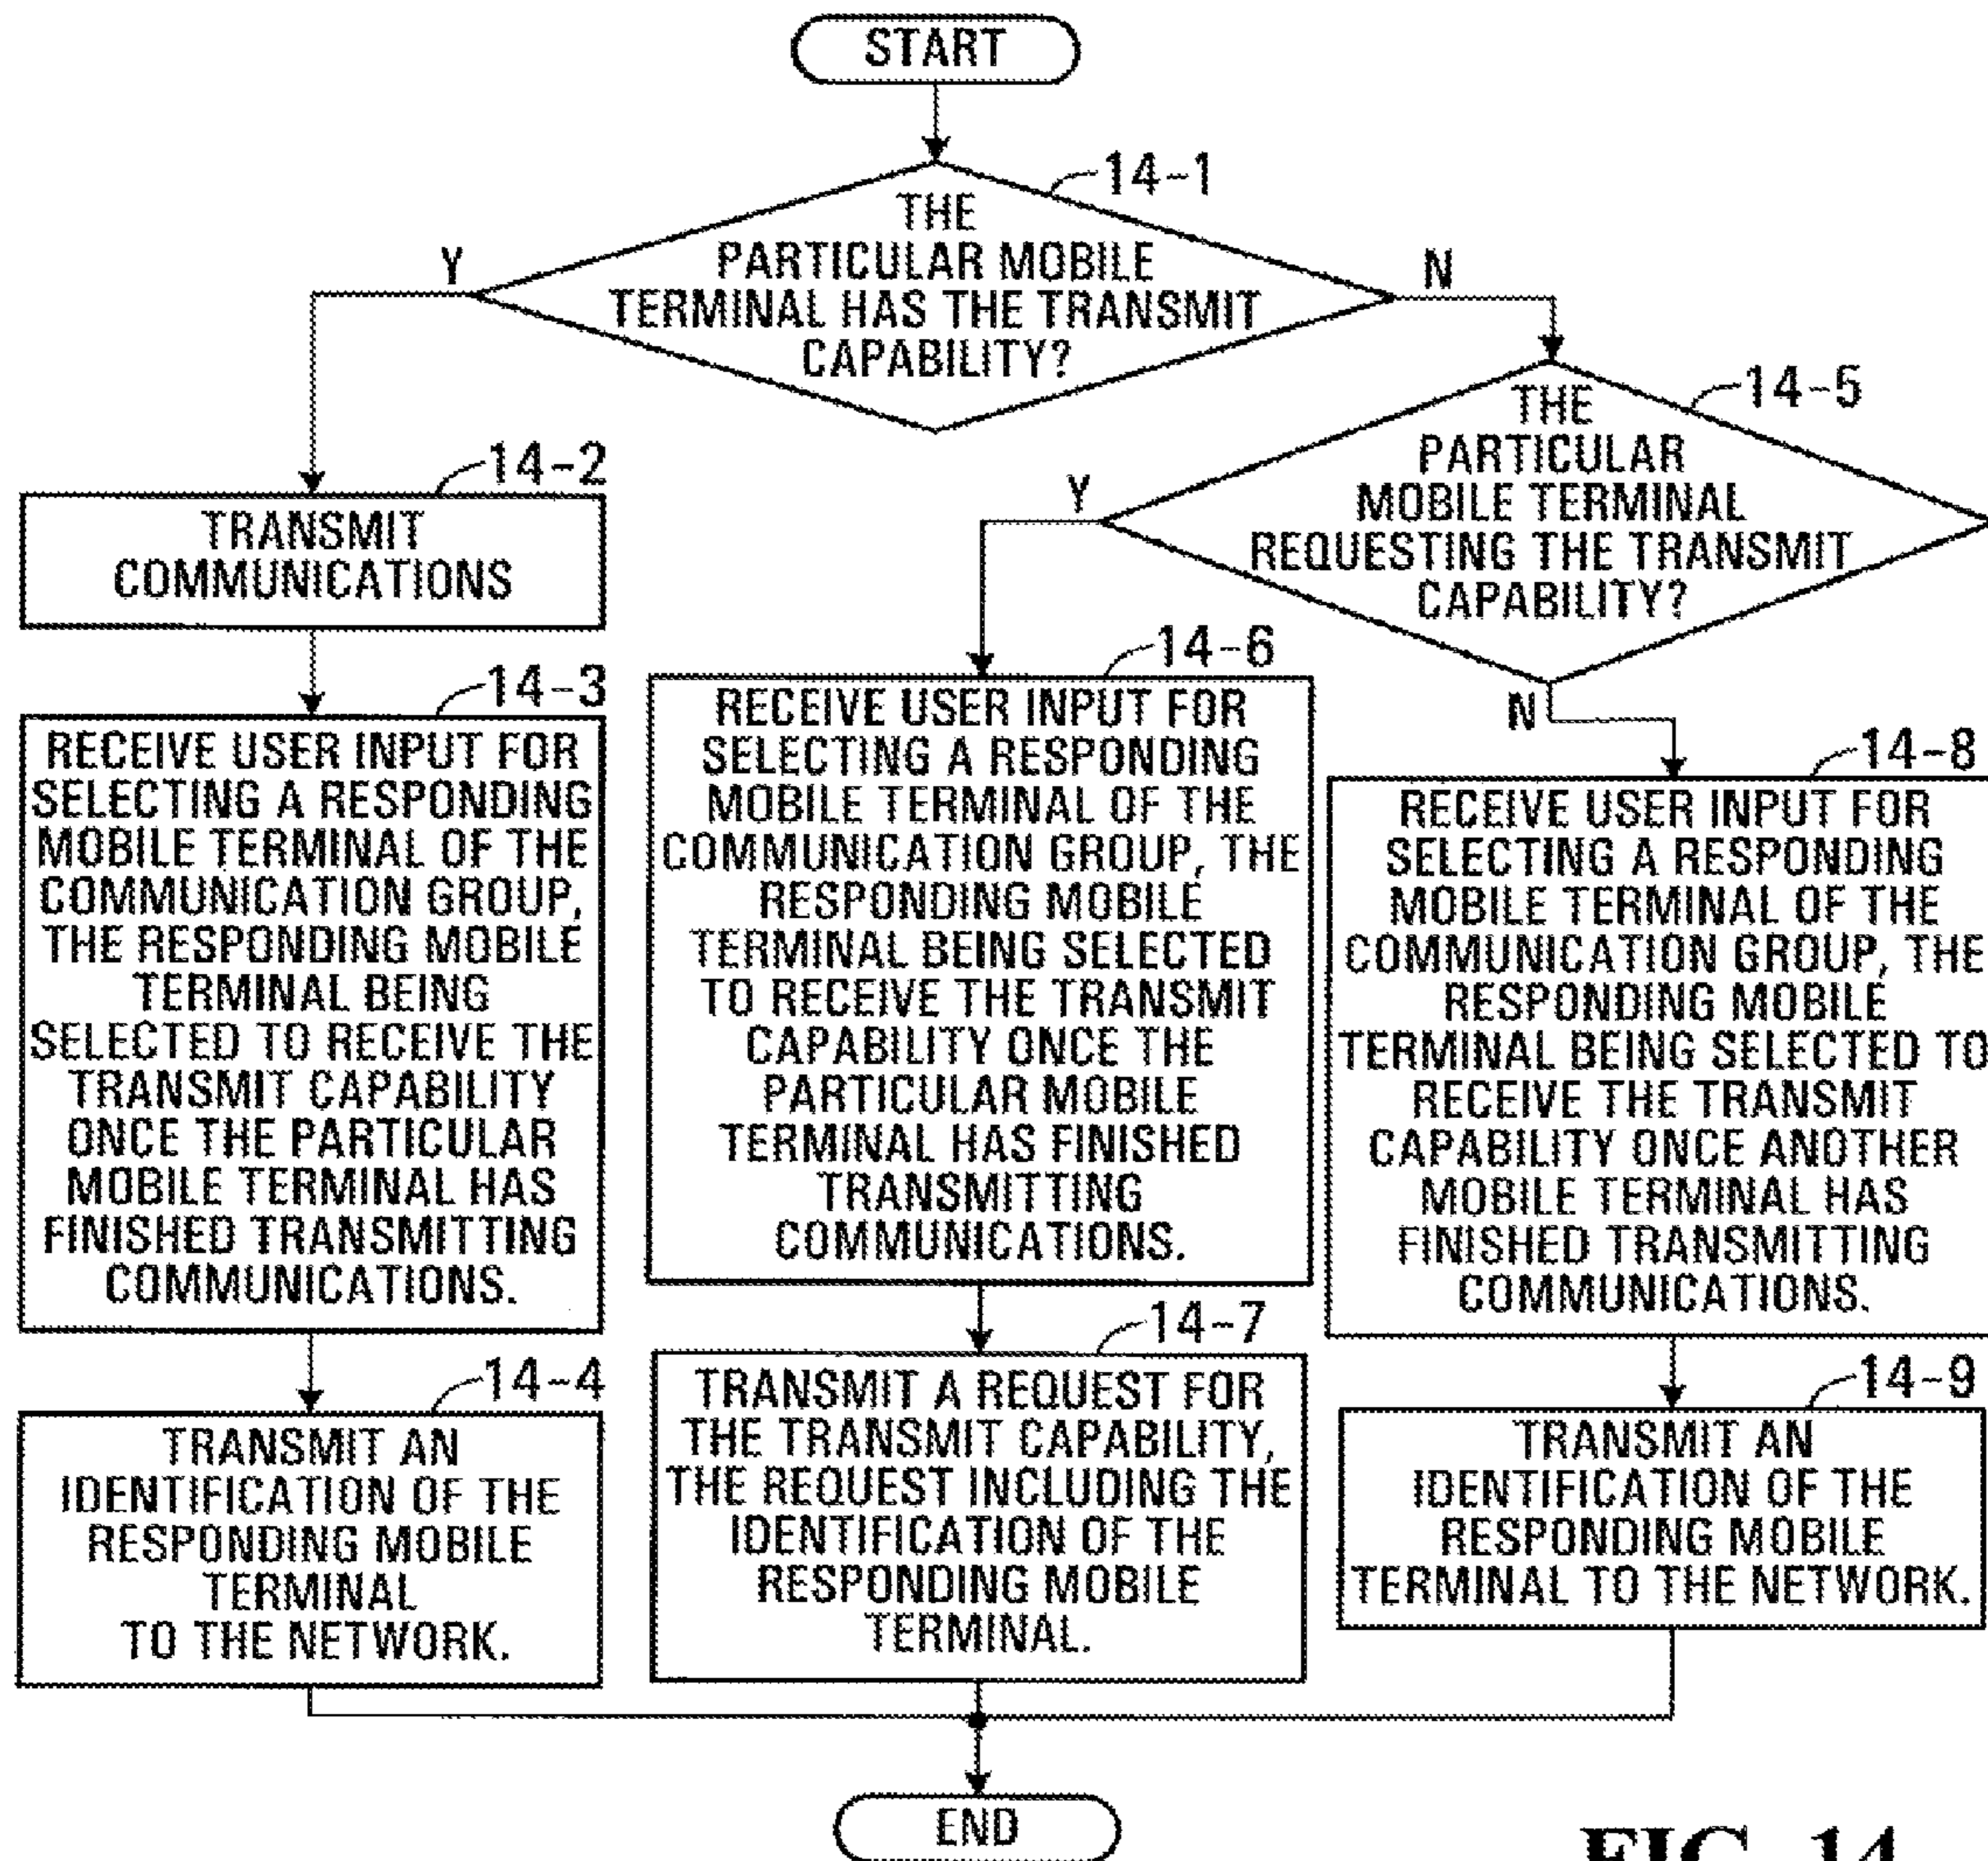 START
14-1
THE
PARTICULAR MOBILE
TERMINAL HAS THE TRANSMIT
CAPABILITY?
Y
N
14-5
THE
PARTICULAR
MOBILE TERMINAL
REQUESTING THE TRANSMIT
CAPABILITY?
Y
N
14-2
TRANSMIT
COMMUNICATIONS
14-3
RECEIVE USER INPUT FOR
SELECTING A RESPONDING
MOBILE TERMINAL OF THE
COMMUNICATION GROUP,
THE RESPONDING MOBILE
TERMINAL BEING
SELECTED TO RECEIVE THE
TRANSMIT CAPABILITY
ONCE THE PARTICULAR
MOBILE TERMINAL HAS
FINISHED TRANSMITTING
COMMUNICATIONS.
14-4
TRANSMIT AN
IDENTIFICATION OF THE
RESPONDING MOBILE
TERMINAL
TO THE NETWORK.
14-6
RECEIVE USER INPUT FOR
SELECTING A RESPONDING
MOBILE TERMINAL OF THE
COMMUNICATION GROUP, THE
RESPONDING MOBILE
TERMINAL BEING SELECTED
TO RECEIVE THE TRANSMIT
CAPABILITY ONCE THE
PARTICULAR MOBILE
TERMINAL HAS FINISHED
TRANSMITTING
COMMUNICATIONS.
14-7
TRANSMIT A REQUEST FOR
THE TRANSMIT CAPABILITY,
THE REQUEST INCLUDING THE
IDENTIFICATION OF THE
RESPONDING MOBILE
TERMINAL.
14-8
RECEIVE USER INPUT FOR
SELECTING A RESPONDING
MOBILE TERMINAL OF THE
COMMUNICATION GROUP, THE
RESPONDING MOBILE
TERMINAL BEING SELECTED TO
RECEIVE THE TRANSMIT
CAPABILITY ONCE ANOTHER
MOBILE TERMINAL HAS
FINISHED TRANSMITTING
COMMUNICATIONS.
14-9
TRANSMIT AN
IDENTIFICATION OF THE
RESPONDING MOBILE
TERMINAL TO THE NETWORK.
END
FIG. 14